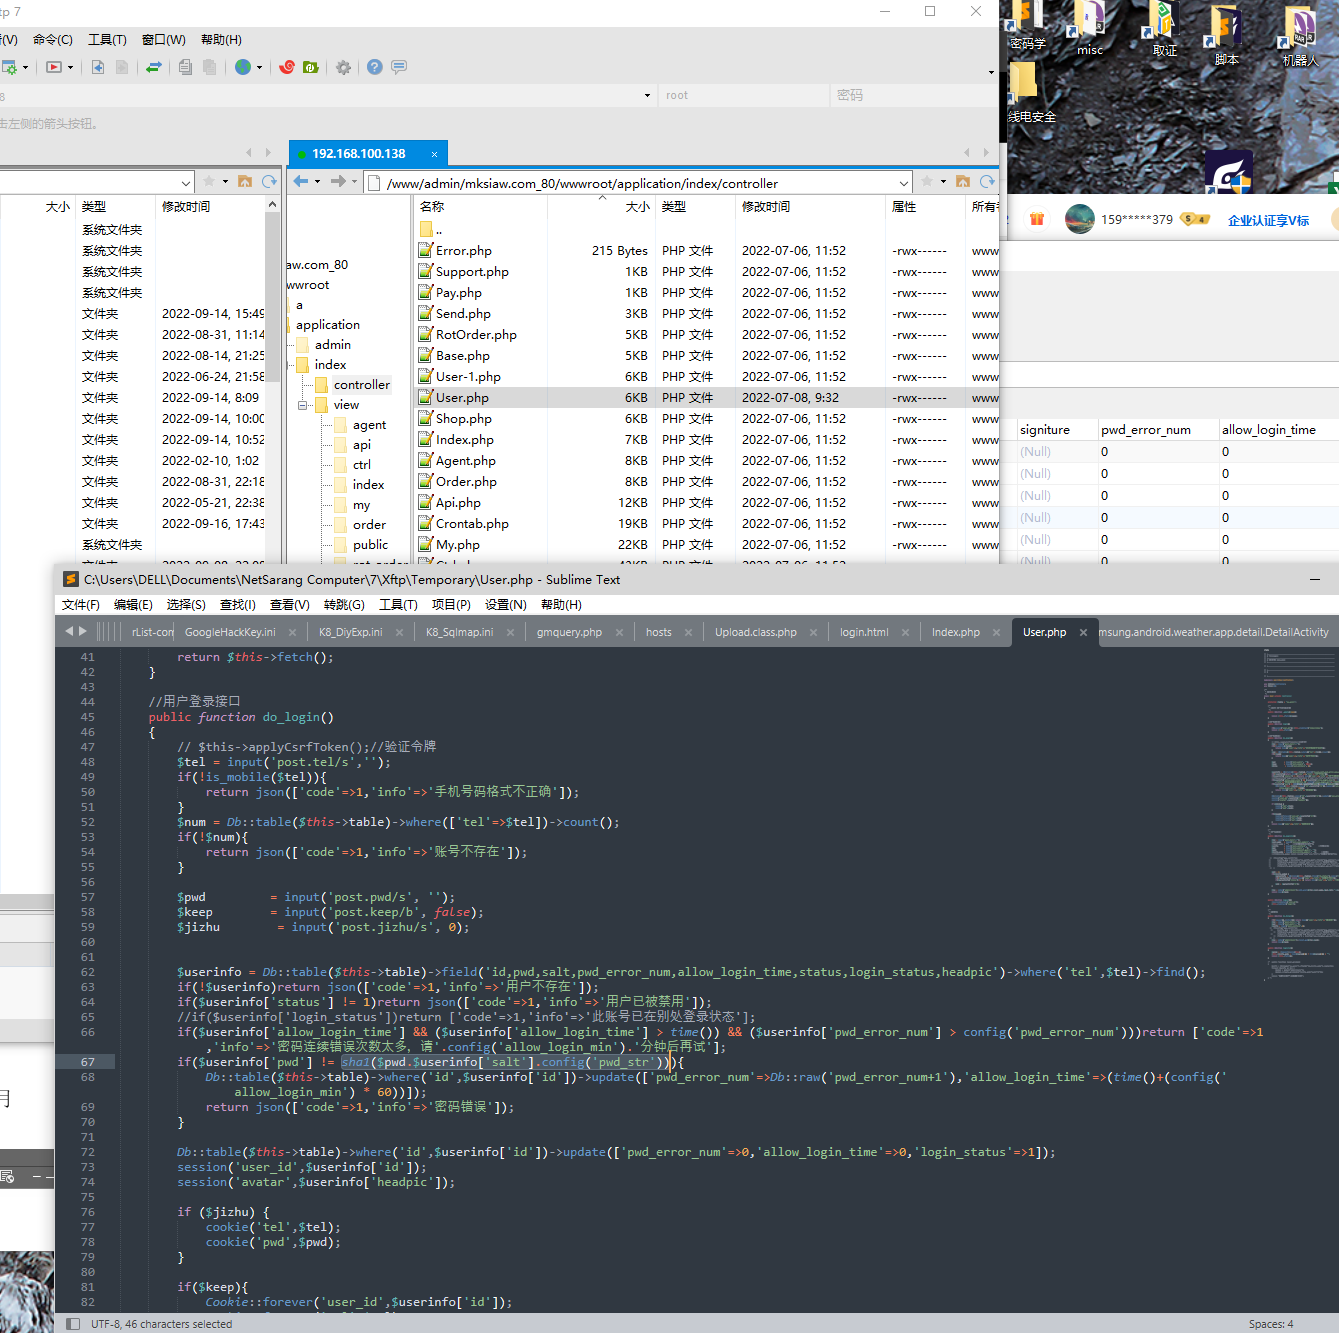 tp 7
(V) 命令(C) 工具(T) 窗口(W) 帮助(H)
8 root 密码
击左侧的箭头按钮。
192.168.100.138 ×
/www/admin/mksiaw.com_80/wwwroot/application/index/controller
大小 类型 修改时间
系统文件夹
系统文件夹
系统文件夹
系统文件夹
文件夹 2022-09-14, 15:49
文件夹 2022-08-31, 11:14
文件夹 2022-08-14, 21:25
文件夹 2022-06-24, 21:58
文件夹 2022-09-14, 8:09
文件夹 2022-09-14, 10:00
文件夹 2022-09-14, 10:52
文件夹 2022-02-10, 1:02
文件夹 2022-08-31, 22:18
文件夹 2022-05-21, 22:38
文件夹 2022-09-16, 17:43
系统文件夹
aw.com_80
wwroot
a
application
admin
index
controller
view
agent
api
ctrl
index
my
order
public
名称 大小 类型 修改时间 属性 所有
..
Error.php 215 Bytes PHP 文件 2022-07-06, 11:52 -rwx------ www
Support.php 1KB PHP 文件 2022-07-06, 11:52 -rwx------ www
Pay.php 1KB PHP 文件 2022-07-06, 11:52 -rwx------ www
Send.php 3KB PHP 文件 2022-07-06, 11:52 -rwx------ www
RotOrder.php 5KB PHP 文件 2022-07-06, 11:52 -rwx------ www
Base.php 5KB PHP 文件 2022-07-06, 11:52 -rwx------ www
User-1.php 6KB PHP 文件 2022-07-06, 11:52 -rwx------ www
User.php 6KB PHP 文件 2022-07-08, 9:32 -rwx------ www
Shop.php 6KB PHP 文件 2022-07-06, 11:52 -rwx------ www
Index.php 7KB PHP 文件 2022-07-06, 11:52 -rwx------ www
Agent.php 8KB PHP 文件 2022-07-06, 11:52 -rwx------ www
Order.php 8KB PHP 文件 2022-07-06, 11:52 -rwx------ www
Api.php 12KB PHP 文件 2022-07-06, 11:52 -rwx------ www
Crontab.php 19KB PHP 文件 2022-07-06, 11:52 -rwx------ www
My.php 22KB PHP 文件 2022-07-06, 11:52 -rwx------ www
密码学 misc 取证 脚本 机器人
线电安全
159*****379 $ 4 企业认证享V标
signiture pwd_error_num allow_login_time
(Null) 0 0
(Null) 0 0
(Null) 0 0
(Null) 0 0
(Null) 0 0
(Null) 0 0
C:\Users\DELL\Documents\NetSarang Computer\7\Xftp\Temporary\User.php - Sublime Text
文件(F) 编辑(E) 选择(S) 查找(I) 查看(V) 转跳(G) 工具(T) 项目(P) 设置(N) 帮助(H)
rList-con GoogleHackKey.ini × K8_DiyExp.ini × K8_Sqlmap.ini × gmquery.php × hosts × Upload.class.php × login.html × Index.php × User.php × msung.android.weather.app.detail.DetailActivity
41 return $this->fetch();
42 }
43
44 //用户登录接口
45 public function do_login()
46 {
47 // $this->applyCsrfToken();//验证令牌
48 $tel = input('post.tel/s','');
49 if(!is_mobile($tel)){
50 return json(['code'=>1,'info'=>'手机号码格式不正确']);
51 }
52 $num = Db::table($this->table)->where(['tel'=>$tel])->count();
53 if(!$num){
54 return json(['code'=>1,'info'=>'账号不存在']);
55 }
56
57 $pwd = input('post.pwd/s', '');
58 $keep = input('post.keep/b', false);
59 $jizhu = input('post.jizhu/s', 0);
60
61
62 $userinfo = Db::table($this->table)->field('id,pwd,salt,pwd_error_num,allow_login_time,status,login_status,headpic')->where('tel',$tel)->find();
63 if(!$userinfo)return json(['code'=>1,'info'=>'用户不存在']);
64 if($userinfo['status'] != 1)return json(['code'=>1,'info'=>'用户已被禁用']);
65 //if($userinfo['login_status'])return ['code'=>1,'info'=>'此账号已在别处登录状态'];
66 if($userinfo['allow_login_time'] && ($userinfo['allow_login_time'] > time()) && ($userinfo['pwd_error_num'] > config('pwd_error_num')))return ['code'=>1
,'info'=>'密码连续错误次数太多，请'.config('allow_login_min').'分钟后再试'];
67 if($userinfo['pwd'] != sha1($pwd.$userinfo['salt'].config('pwd_str'))){
68 Db::table($this->table)->where('id',$userinfo['id'])->update(['pwd_error_num'=>Db::raw('pwd_error_num+1'),'allow_login_time'=>(time()+(config('
allow_login_min') * 60))]);
69 return json(['code'=>1,'info'=>'密码错误']);
70 }
71
72 Db::table($this->table)->where('id',$userinfo['id'])->update(['pwd_error_num'=>0,'allow_login_time'=>0,'login_status'=>1]);
73 session('user_id',$userinfo['id']);
74 session('avatar',$userinfo['headpic']);
75
76 if ($jizhu) {
77 cookie('tel',$tel);
78 cookie('pwd',$pwd);
79 }
80
81 if($keep){
82 Cookie::forever('user_id',$userinfo['id']);
UTF-8, 46 characters selected Spaces: 4